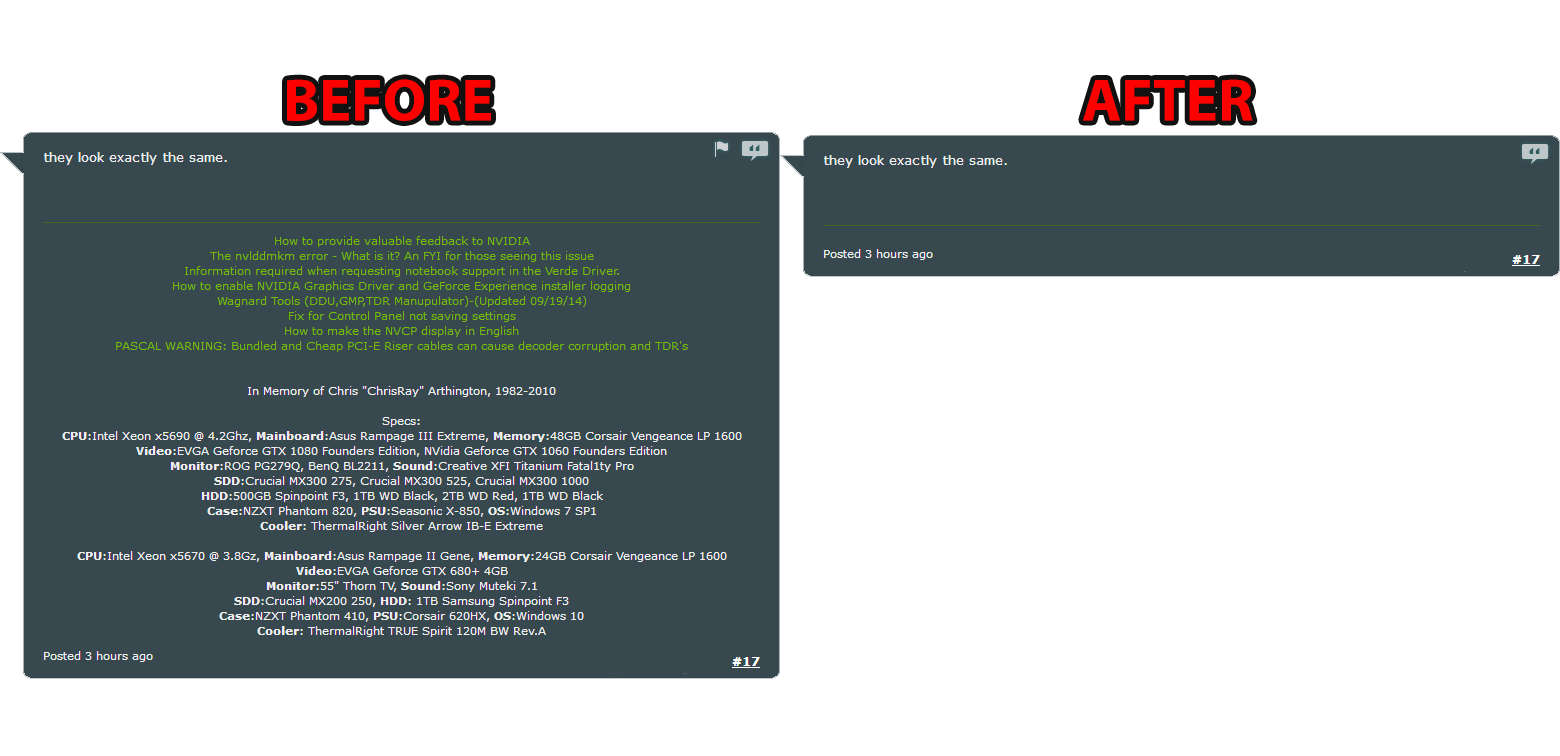 BEFORE
they look exactly the same.
How to provide valuable feedback to NVIDIA
The nvlddmkm error - What is it? An FYI for those seeing this issue
Information required when requesting notebook support in the Verde Driver.
How to enable NVIDIA Graphics Driver and GeForce Experience installer logging
Wagnard Tools (DDU,GMP,TDR Manupulator)-(Updated 09/19/14)
Fix for Control Panel not saving settings
How to make the NVCP display in English
PASCAL WARNING: Bundled and Cheap PCI-E Riser cables can cause decoder corruption and TDR's
In Memory of Chris "ChrisRay" Arthington, 1982-2010
Specs:
CPU:Intel Xeon x5690 @ 4.2Ghz, Mainboard:Asus Rampage III Extreme, Memory:48GB Corsair Vengeance LP 1600
Video:EVGA Geforce GTX 1080 Founders Edition, NVidia Geforce GTX 1060 Founders Edition
Monitor:ROG PG279Q, BenQ BL2211, Sound:Creative XFI Titanium Fatal1ty Pro
SDD:Crucial MX300 275, Crucial MX300 525, Crucial MX300 1000
HDD:500GB Spinpoint F3, 1TB WD Black, 2TB WD Red, 1TB WD Black
Case:NZXT Phantom 820, PSU:Seasonic X-850, OS:Windows 7 SP1
Cooler: ThermalRight Silver Arrow IB-E Extreme
CPU:Intel Xeon x5670 @ 3.8Gz, Mainboard:Asus Rampage II Gene, Memory:24GB Corsair Vengeance LP 1600
Video:EVGA Geforce GTX 680+ 4GB
Monitor:55" Thorn TV, Sound:Sony Muteki 7.1
SDD:Crucial MX200 250, HDD: 1TB Samsung Spinpoint F3
Case:NZXT Phantom 410, PSU:Corsair 620HX, OS:Windows 10
Cooler: ThermalRight TRUE Spirit 120M BW Rev.A
Posted 3 hours ago
#17
AFTER
they look exactly the same.
Posted 3 hours ago
#17